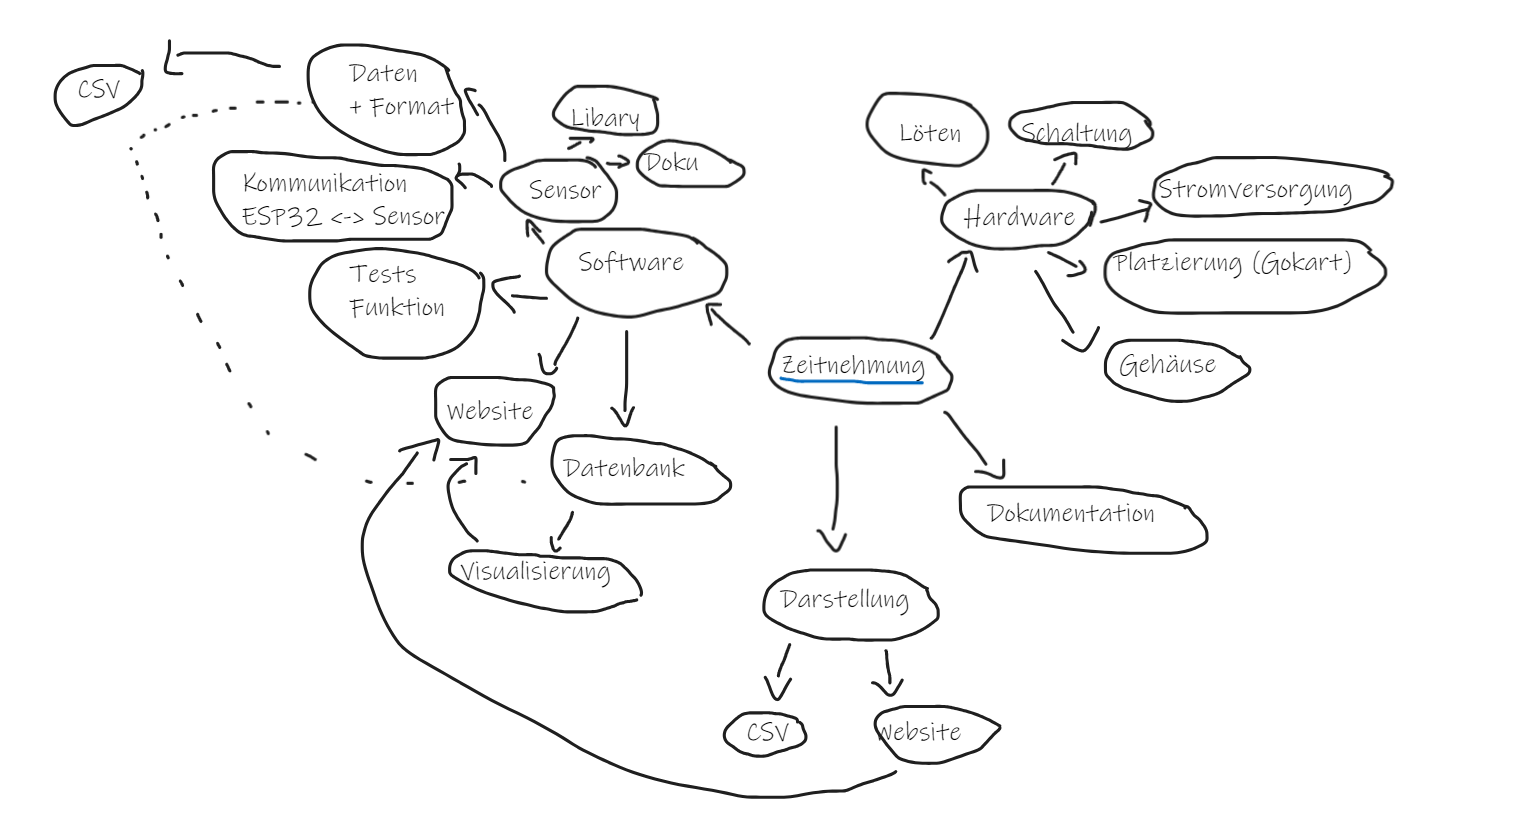 CSV
Daten
+ Format
Libary
Doku
Kommunikation
ESP32 <-> Sensor
Sensor
Tests
Funktion
Software
Löten
Schaltung
Hardware
Stromversorgung
Platzierung (Gokart)
Gehäuse
Zeitnehmung
Website
Datenbank
Visualisierung
Dokumentation
Darstellung
CSV
Website